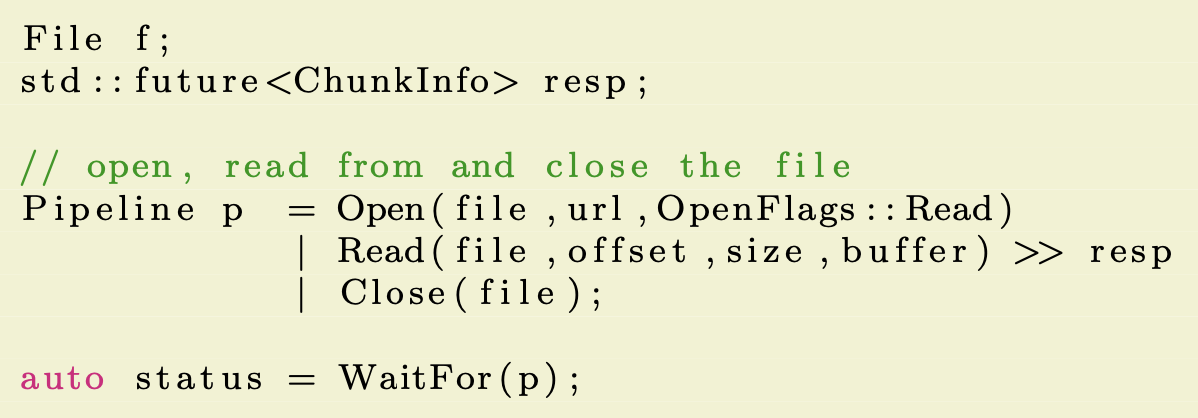 File f;
std::future<ChunkInfo> resp;
// open, read from and close the file
Pipeline p = Open(file,url,OpenFlags::Read)
| Read(file,offset,size,buffer) >> resp
| Close(file);
auto status = WaitFor(p);